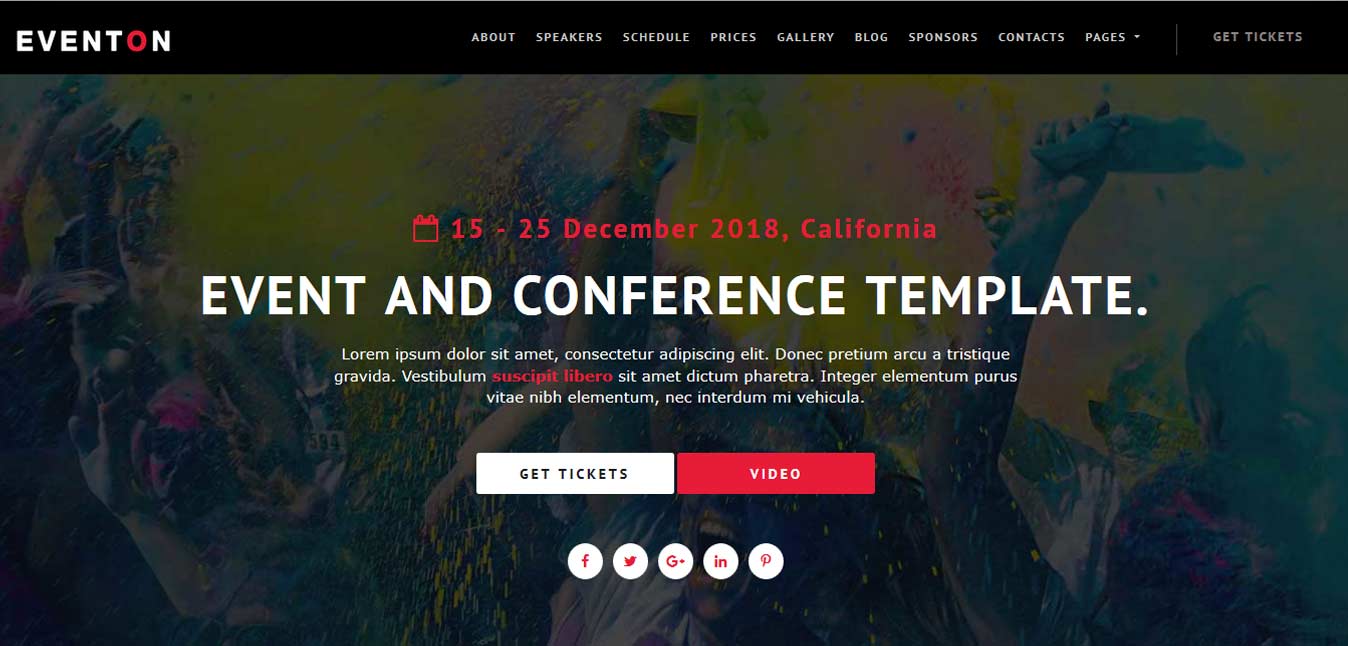 EVENTON
ABOUT SPEAKERS SCHEDULE PRICES GALLERY BLOG SPONSORS CONTACTS PAGES GET TICKETS
15 - 25 December 2018, California
EVENT AND CONFERENCE TEMPLATE.
Lorem ipsum dolor sit amet, consectetur adipiscing elit. Donec pretium arcu a tristique
gravida. Vestibulum suscipit libero sit amet dictum pharetra. Integer elementum purus
vitae nibh elementum, nec interdum mi vehicula.
594
GET TICKETS VIDEO
f G+ in